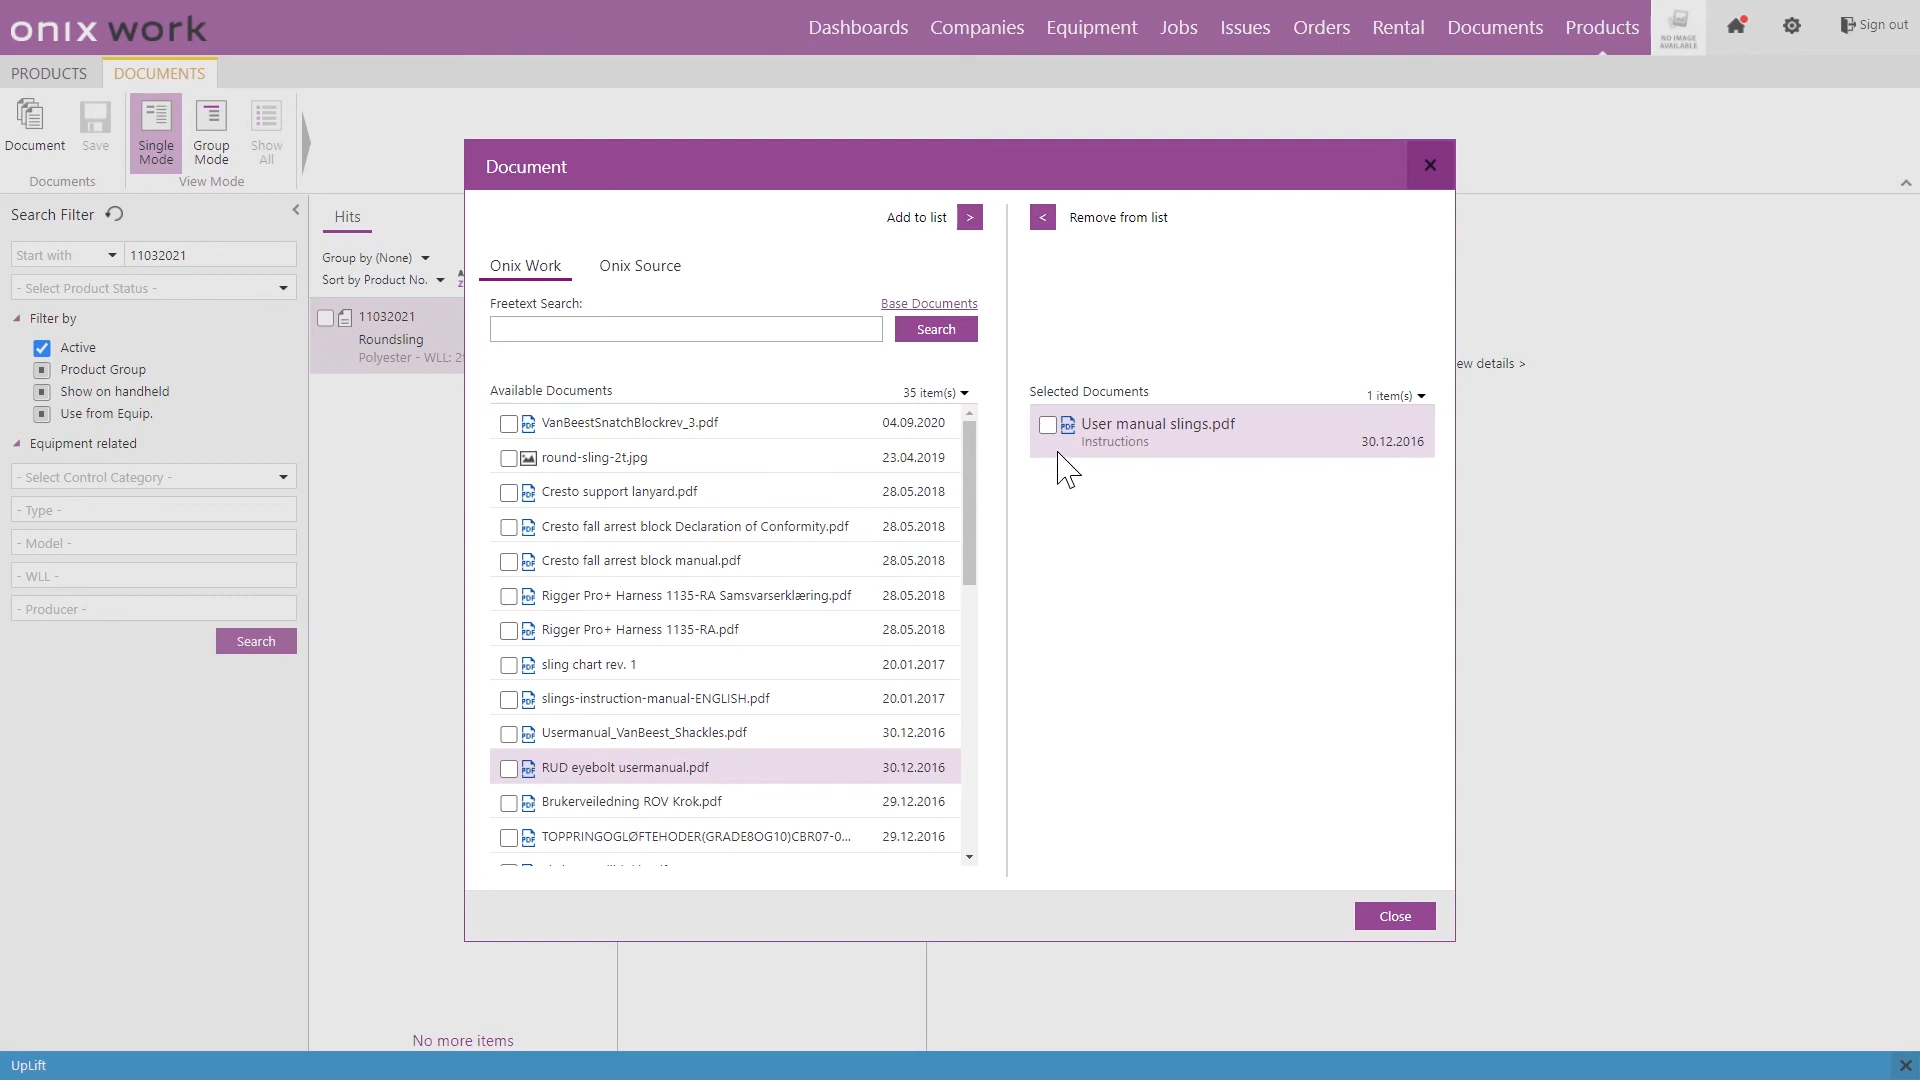 onix work
Dashboards Companies Equipment Jobs Issues Orders Rental Documents Products
NO IMAGE
AVAILABLE
Sign out
PRODUCTS DOCUMENTS
Document Save Single Mode Group Mode Show All
Documents View Mode
Search Filter
Start with 11032021
- Select Product Status -
Filter by
Active
Product Group
Show on handheld
Use from Equip.
Equipment related
- Select Control Category -
- Type -
- Model -
- WLL -
- Producer -
Search
Hits
Group by (None)
Sort by Product No.
11032021
Roundsling
Polyester - WLL:
No more items
ew details >
Document
Add to list >
< Remove from list
Onix Work Onix Source
Freetext Search: Base Documents
Search
Available Documents 35 item(s)
VanBeestSnatchBlockrev_3.pdf 04.09.2020
round-sling-2t.jpg 23.04.2019
Cresto support lanyard.pdf 28.05.2018
Cresto fall arrest block Declaration of Conformity.pdf 28.05.2018
Cresto fall arrest block manual.pdf 28.05.2018
Rigger Pro+ Harness 1135-RA Samsvarserklæring.pdf 28.05.2018
Rigger Pro+ Harness 1135-RA.pdf 28.05.2018
sling chart rev. 1 20.01.2017
slings-instruction-manual-ENGLISH.pdf 20.01.2017
Usermanual_VanBeest_Shackles.pdf 30.12.2016
RUD eyebolt usermanual.pdf 30.12.2016
Brukerveiledning ROV Krok.pdf 29.12.2016
TOPPRINGOGLØFTEHODER(GRADE8OG10)CBR07-0... 29.12.2016
Selected Documents 1 item(s)
User manual slings.pdf
Instructions 30.12.2016
Close
UpLift